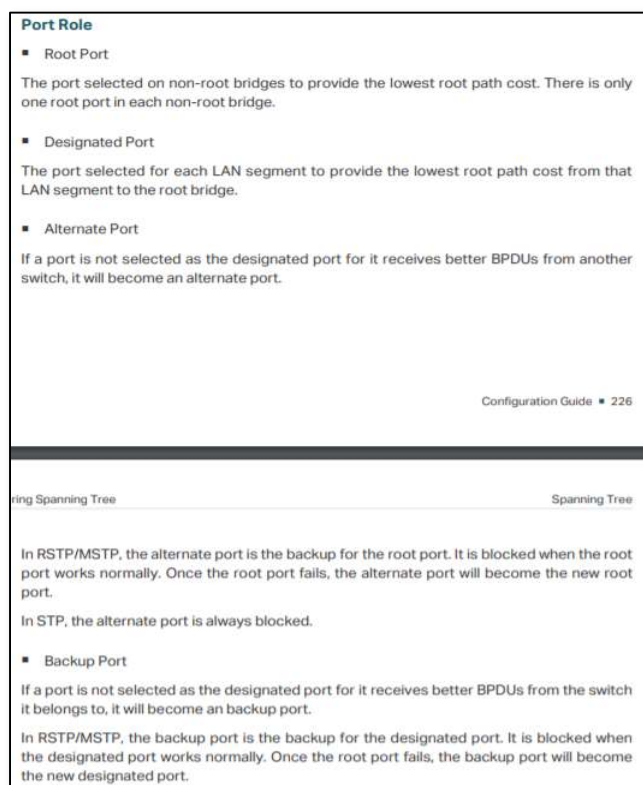 Port Role
■ Root Port
The port selected on non-root bridges to provide the lowest root path cost. There is only
one root port in each non-root bridge.
■ Designated Port
The port selected for each LAN segment to provide the lowest root path cost from that
LAN segment to the root bridge.
■ Alternate Port
If a port is not selected as the designated port for it receives better BPDUs from another
switch, it will become an alternate port.
Configuration Guide ■ 226
ring Spanning Tree Spanning Tree
In RSTP/MSTP, the alternate port is the backup for the root port. It is blocked when the root
port works normally. Once the root port fails, the alternate port will become the new root
port.
In STP, the alternate port is always blocked.
■ Backup Port
If a port is not selected as the designated port for it receives better BPDUs from the switch
it belongs to, it will become an backup port.
In RSTP/MSTP, the backup port is the backup for the designated port. It is blocked when
the designated port works normally. Once the root port fails, the backup port will become
the new designated port.